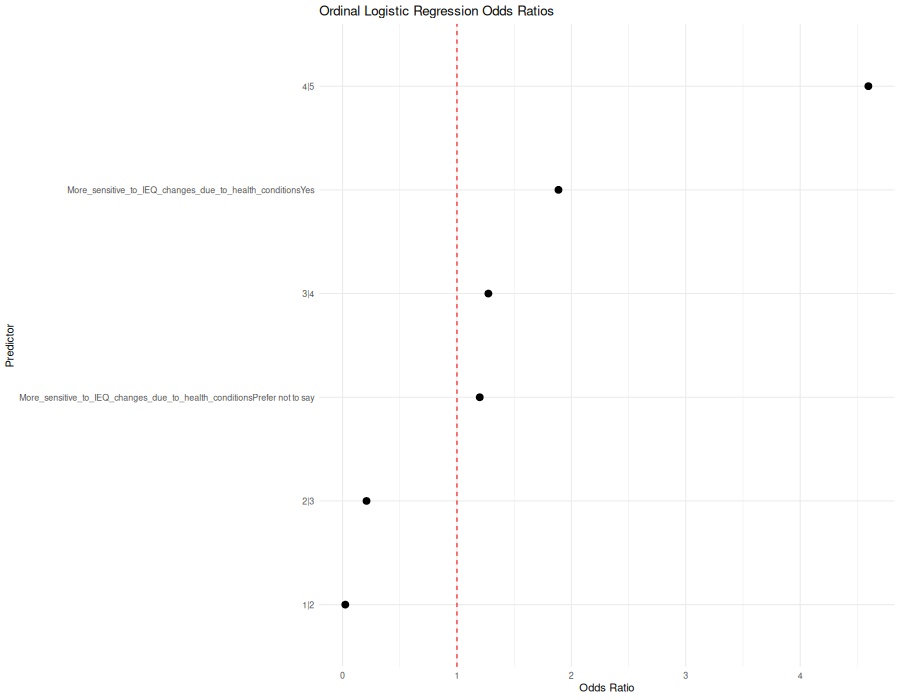 Ordinal Logistic Regression Odds Ratios
4|5
More_sensitive_to_IEQ_changes_due_to_health_conditionsYes
3|4
More_sensitive_to_IEQ_changes_due_to_health_conditionsPrefer not to say
2|3
1|2
Predictor
0 1 2 3 4
Odds Ratio